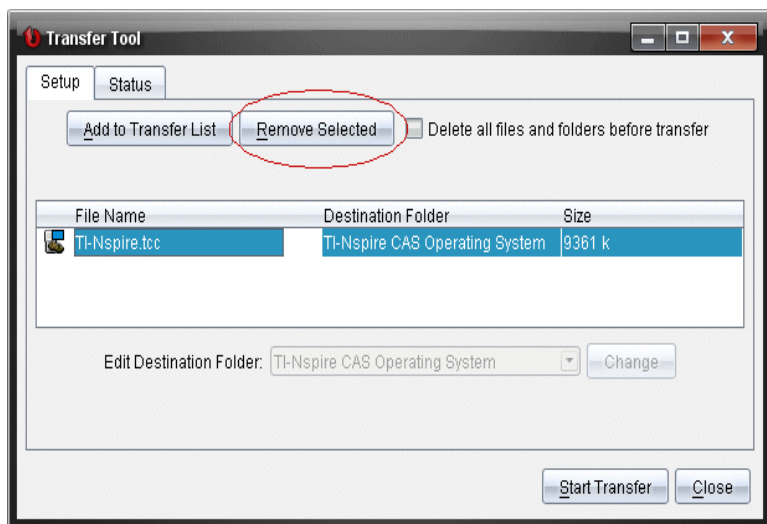 Transfer Tool
Setup Status
Add to Transfer List Remove Selected Delete all files and folders before transfer
File Name Destination Folder Size
TI-Nspire.tcc TI-Nspire CAS Operating System 9361 k
Edit Destination Folder: TI-Nspire CAS Operating System Change
Start Transfer Close